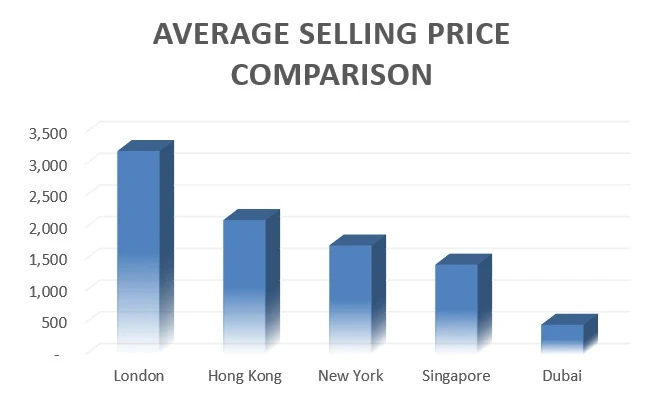 AVERAGE SELLING PRICE
COMPARISON
3,500
3,000
2,500
2,000
1,500
1,000
500
-
London Hong Kong New York Singapore Dubai